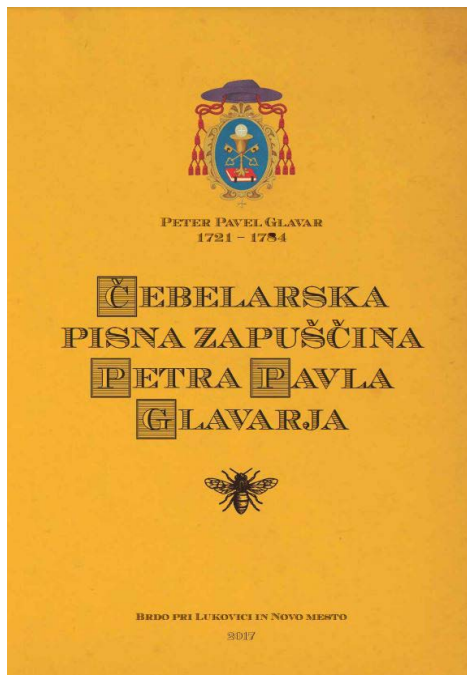 PETER PAVEL GLAVAR
1721 – 1784
ČEBELARSKA
PISNA ZAPUŠČINA
PETRA PAVLA
GLAVARJA
BRDO PRI LUKOVICI IN NOVO MESTO
2017